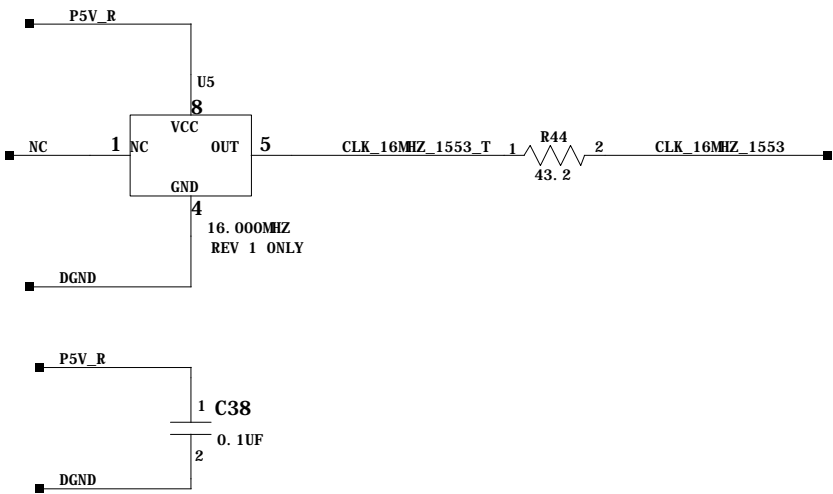 P5V_R
U5
8
VCC
NC 1 NC OUT 5 CLK_16MHZ_1553_T 1 R44 2 CLK_16MHZ_1553
43.2
GND
4
16.000MHZ
REV 1 ONLY
DGND
P5V_R
1 C38
0.1UF
2
DGND